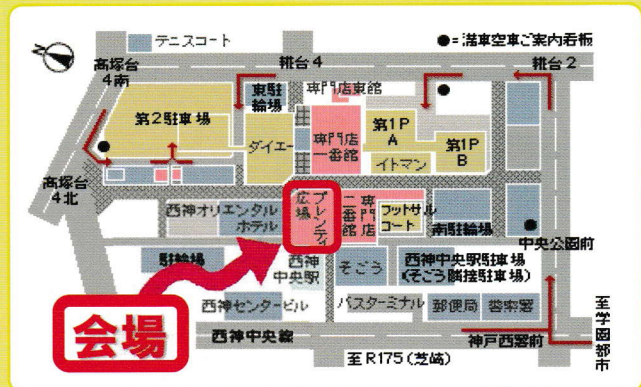 テニスコート
●=満車空車ご案内看板
高塚台
4南
糀台4
糀台2
東駐
輪場
専門店東館
第2駐車場
ダイエー
専門店
一番館
第1P
A
第1P
B
イトマン
高塚台
4北
西神オリエンタル
ホテル
プレンティ
広場
専門店
二番館
フットサル
コート
南駐輪場
中央公園前
駐輪場
西神
中央駅
そごう
西神中央駅駐車場
(そごう隣接駐車場)
会場
西神センタービル
バスターミナル
郵便局
警察署
西神中央線
神戸西署前
至R175(芝崎)
至学園都市